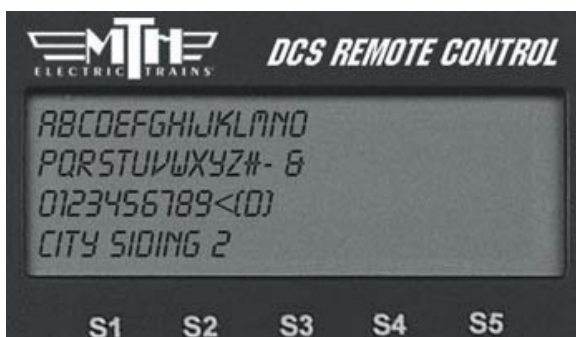 MTH
ELECTRIC TRAINS
DCS REMOTE CONTROL
ABCDEFGHIJKLMNO
PQRSTUVWXYZ#- &
0123456789<(D)
CITY SIDING 2
S1 S2 S3 S4 S5